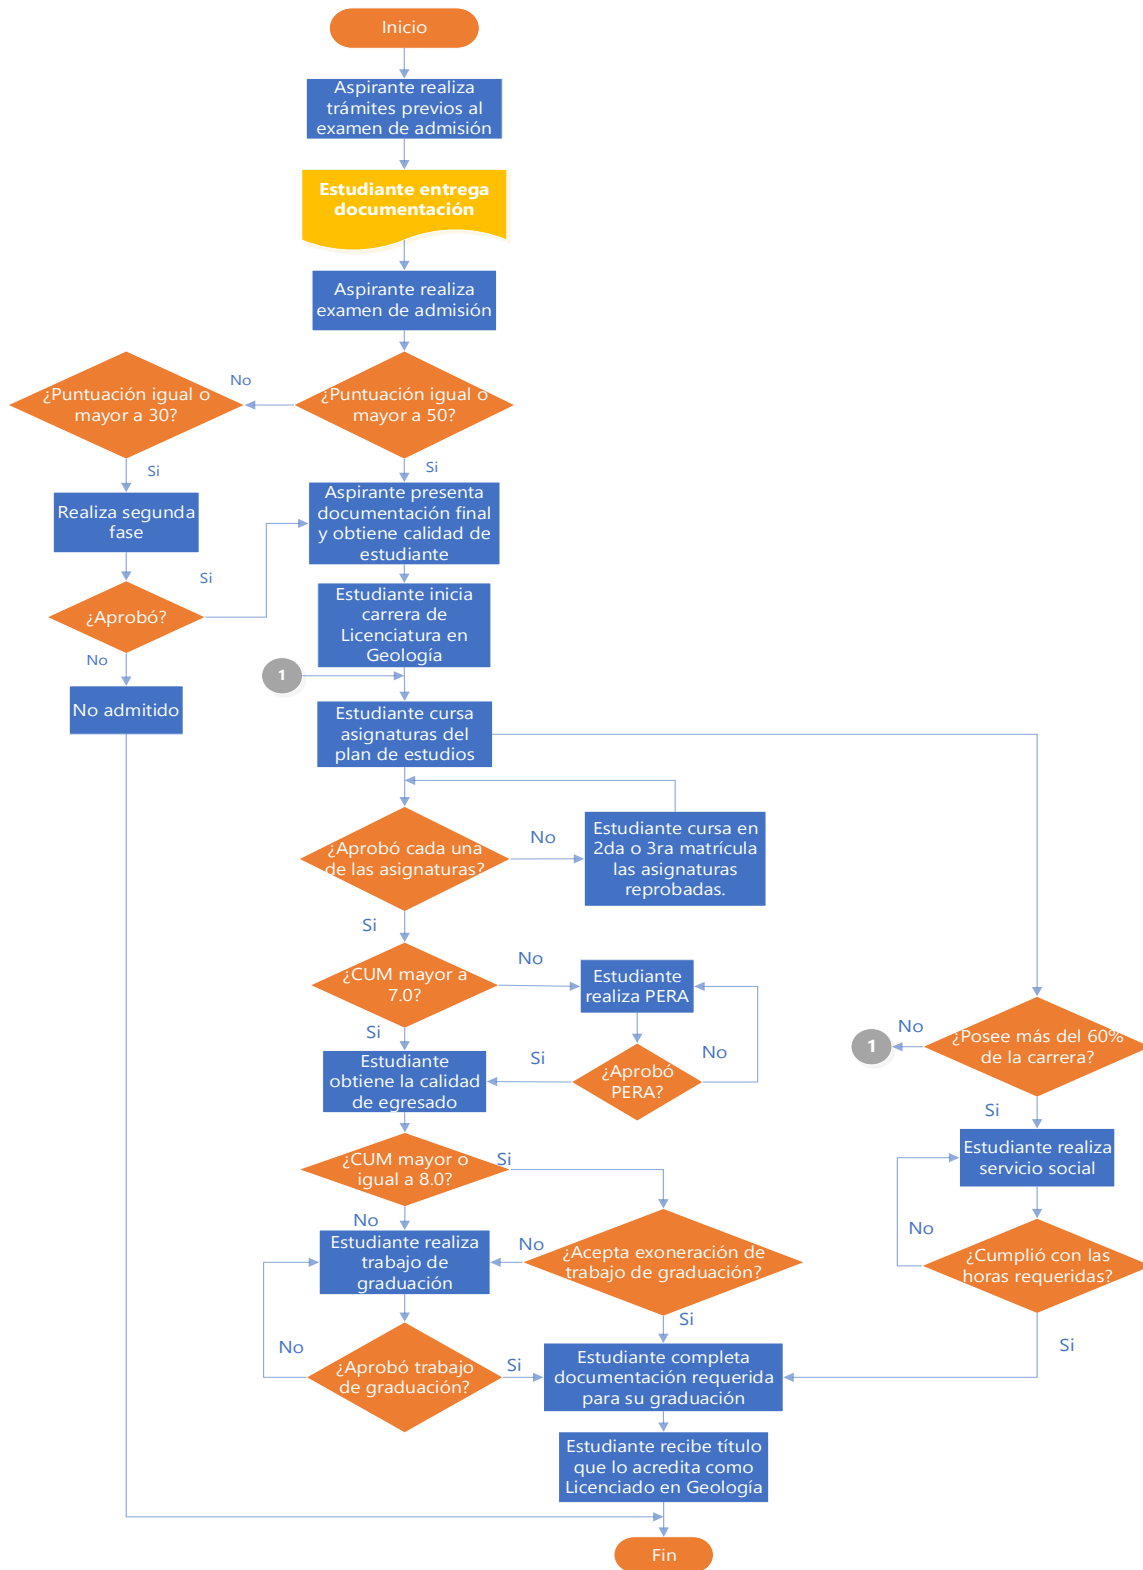 Inicio
Aspirante realiza
trámites previos al
examen de admisión
Estudiante entrega
documentación
Aspirante realiza
examen de admisión
¿Puntuación igual o
mayor a 30?
No
¿Puntuación igual o
mayor a 50?
Si
Si
Realiza segunda
fase
Aspirante presenta
documentación final
y obtiene calidad de
estudiante
Si
¿Aprobó?
Estudiante inicia
carrera de
Licenciatura en
Geología
No
1
No admitido
Estudiante cursa
asignaturas del
plan de estudios
¿Aprobó cada una
de las asignaturas?
No
Estudiante cursa en
2da o 3ra matrícula
las asignaturas
reprobadas.
Si
¿CUM mayor a
7.0?
No
Estudiante
realiza PERA
Si
Estudiante
obtiene la calidad
de egresado
Si
¿Aprobó
PERA?
No
1
No
¿Posee más del 60%
de la carrera?
Si
Estudiante realiza
servicio social
¿CUM mayor o
igual a 8.0?
Si
No
Estudiante realiza
trabajo de
graduación
No
¿Acepta exoneración de
trabajo de graduación?
No
¿Cumplió con las
horas requeridas?
Si
Si
No
¿Aprobó trabajo
de graduación?
Si
Estudiante completa
documentación requerida
para su graduación
Estudiante recibe título
que lo acredita como
Licenciado en Geología
Fin